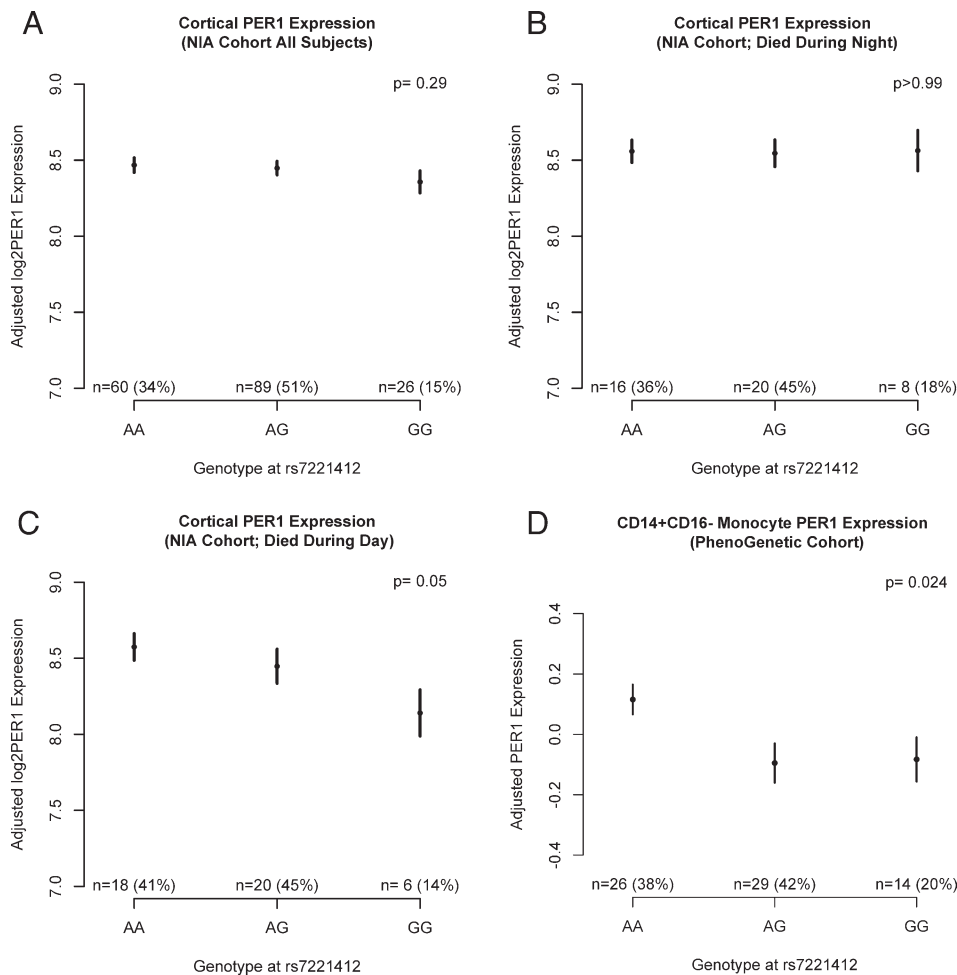 A
Cortical PER1 Expression
(NIA Cohort All Subjects)
p= 0.29
Adjusted log2PER1 Expression
9.0
8.5
8.0
7.5
7.0
n=60 (34%)
n=89 (51%)
n=26 (15%)
AA
AG
GG
Genotype at rs7221412
B
Cortical PER1 Expression
(NIA Cohort; Died During Night)
p>0.99
Adjusted log2PER1 Expression
9.0
8.5
8.0
7.5
7.0
n=16 (36%)
n=20 (45%)
n= 8 (18%)
AA
AG
GG
Genotype at rs7221412
C
Cortical PER1 Expression
(NIA Cohort; Died During Day)
p= 0.05
Adjusted log2PER1 Expreession
9.0
8.5
8.0
7.5
7.0
n=18 (41%)
n=20 (45%)
n= 6 (14%)
AA
AG
GG
Genotype at rs7221412
D
CD14+CD16- Monocyte PER1 Expression
(PhenoGenetic Cohort)
p= 0.024
Adjusted PER1 Expression
0.4
0.2
0.0
-0.2
-0.4
n=26 (38%)
n=29 (42%)
n=14 (20%)
AA
AG
GG
Genotype at rs7221412